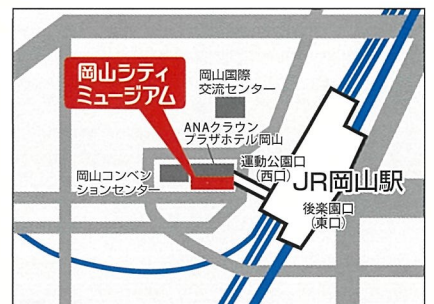 岡山シティ
ミュージアム
岡山国際
交流センター
ANAクラウン
プラザホテル岡山
運動公園口
(西口)
岡山コンベン
ションセンター
JR岡山駅
後楽園口
(東口)